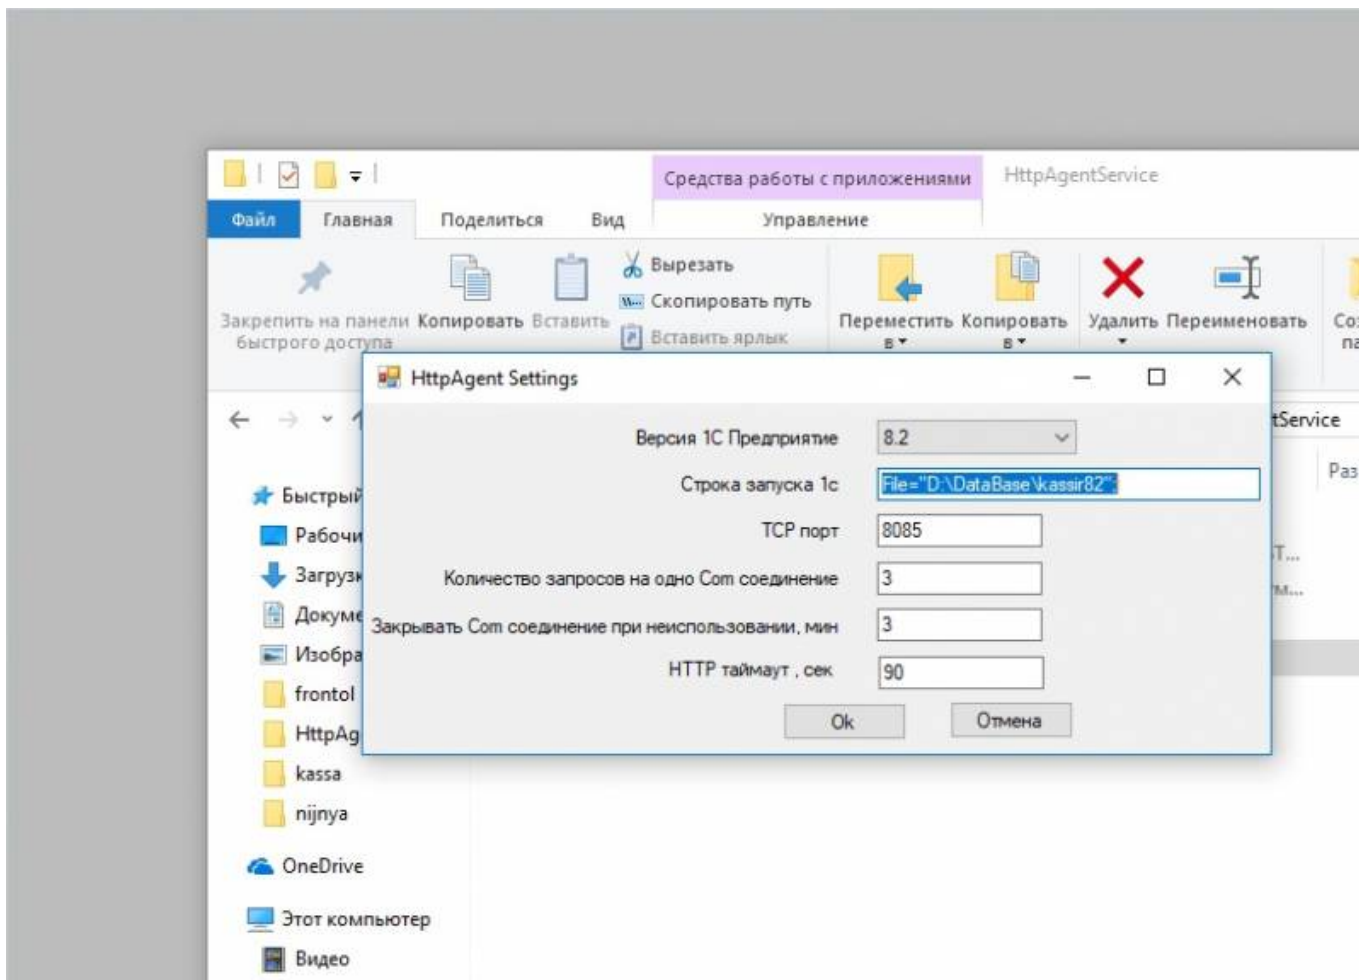 Средства работы с приложениями HttpAgentService
Файл Главная Поделиться Вид Управление
Вырезать
Скопировать путь
Вставить ярлык
Закрепить на панели быстрого доступа
Копировать
Вставить
Переместить в
Копировать в
Удалить
Переименовать
HttpAgent Settings
tService
Версия 1С Предприятие 8.2
Строка запуска 1с File="D:\DataBase\kassir82";
TCP порт 8085
Количество запросов на одно Com соединение 3
Закрывать Com соединение при неиспользовании, мин 3
HTTP таймаут , сек 90
Ok Отмена
Раз
Быстрый
Рабочи
Загрузк
Докуме
Изобра
frontol
HttpAg
kassa
nijnya
OneDrive
Этот компьютер
Видео